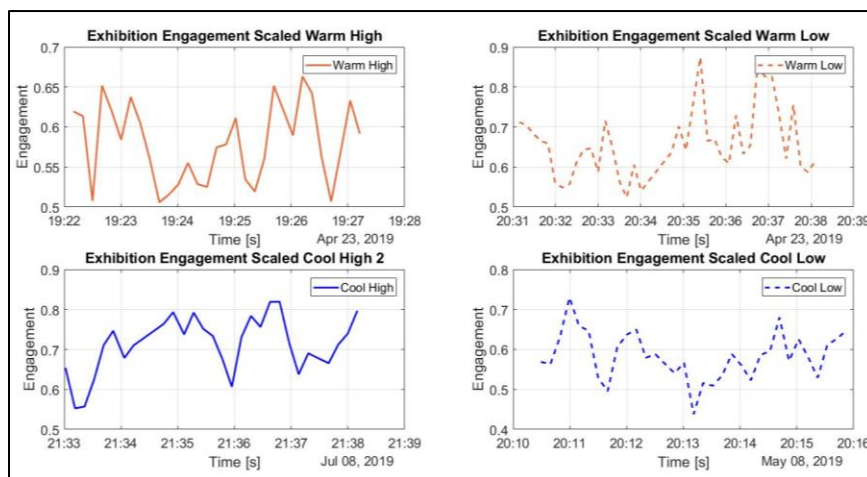 Exhibition Engagement Scaled Warm High
0.7
0.65
0.6
0.55
0.5
Engagement
Warm High
19:22 19:23 19:24 19:25 19:26 19:27 19:28
Time [s]
Apr 23, 2019
Exhibition Engagement Scaled Warm Low
0.9
0.8
0.7
0.6
0.5
Engagement
Warm Low
20:31 20:32 20:33 20:34 20:35 20:36 20:37 20:38 20:39
Time [s]
Apr 23, 2019
Exhibition Engagement Scaled Cool High 2
0.9
0.8
0.7
0.6
0.5
Engagement
Cool High
21:33 21:34 21:35 21:36 21:37 21:38 21:39
Time [s]
Jul 08, 2019
Exhibition Engagement Scaled Cool Low
0.8
0.7
0.6
0.5
0.4
Engagement
Cool Low
20:10 20:11 20:12 20:13 20:14 20:15 20:16
Time [s]
May 08, 2019